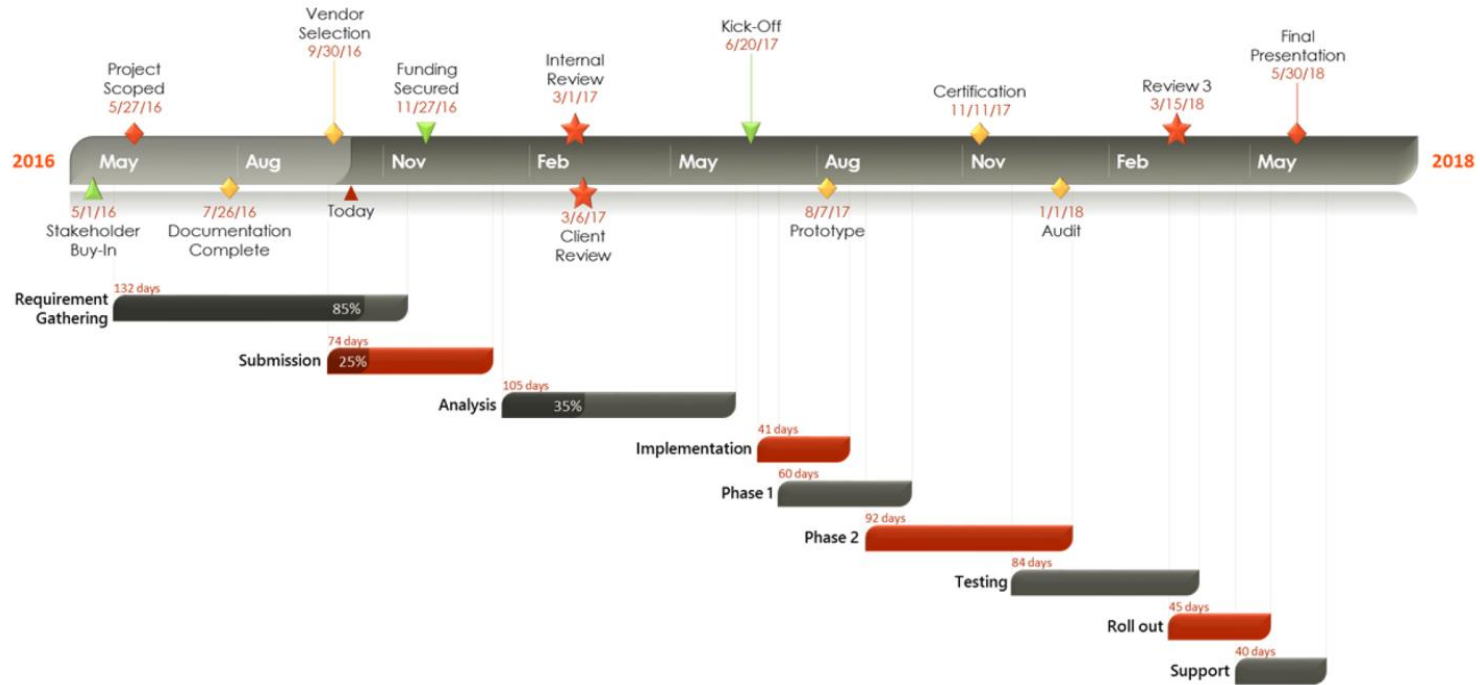 Vendor
Selection
9/30/16
Kick-Off
6/20/17
Final
Presentation
5/30/18
Project
Scoped
5/27/16
Funding
Secured
11/27/16
Internal
Review
3/1/17
Certification
11/11/17
Review 3
3/15/18
2016
May
Aug
Nov
Feb
May
Aug
Nov
Feb
May
2018
5/1/16
Stakeholder
Buy-In
7/26/16
Documentation
Complete
Today
3/6/17
Client
Review
8/7/17
Prototype
1/1/18
Audit
132 days
Requirement
Gathering
85%
74 days
Submission
25%
105 days
Analysis
35%
41 days
Implementation
60 days
Phase 1
92 days
Phase 2
84 days
Testing
45 days
Roll out
40 days
Support